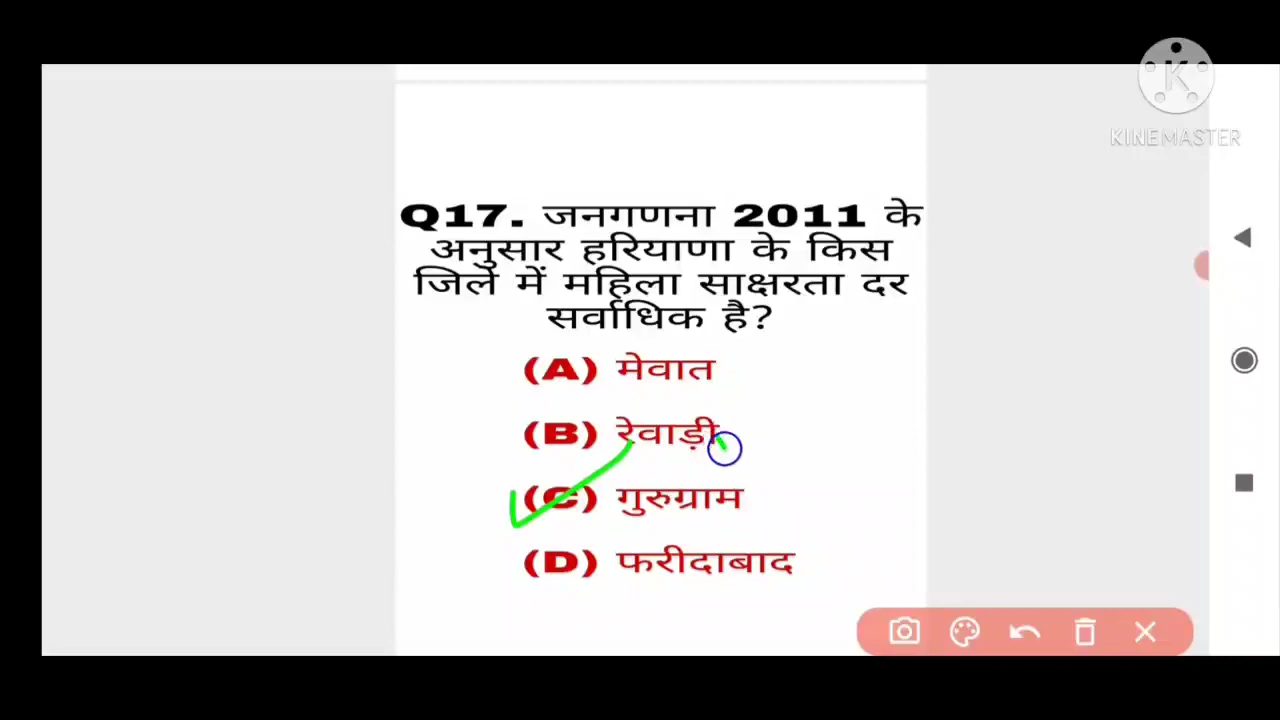 KINEMASTER
Q17. जनगणना 2011 के
अनुसार हरियाणा के किस
जिले में महिला साक्षरता दर
सर्वाधिक है?
(A) मेवात
(B) रेवाड़ी
(C) गुरुग्राम
(D) फरीदाबाद